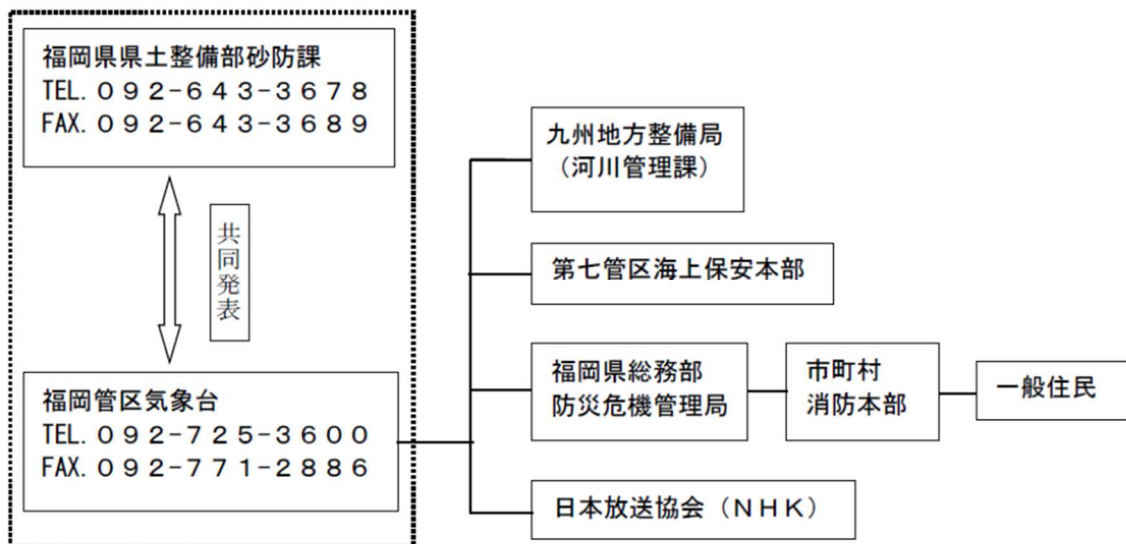 福岡県県土整備部砂防課
TEL.０９２-６４３-３６７８
FAX.０９２-６４３-３６８９
共同発表
福岡管区気象台
TEL.０９２-７２５-３６００
FAX.０９２-７７１-２８８６
九州地方整備局
（河川管理課）
第七管区海上保安本部
福岡県総務部
防災危機管理局
市町村
消防本部
一般住民
日本放送協会（ＮＨＫ）